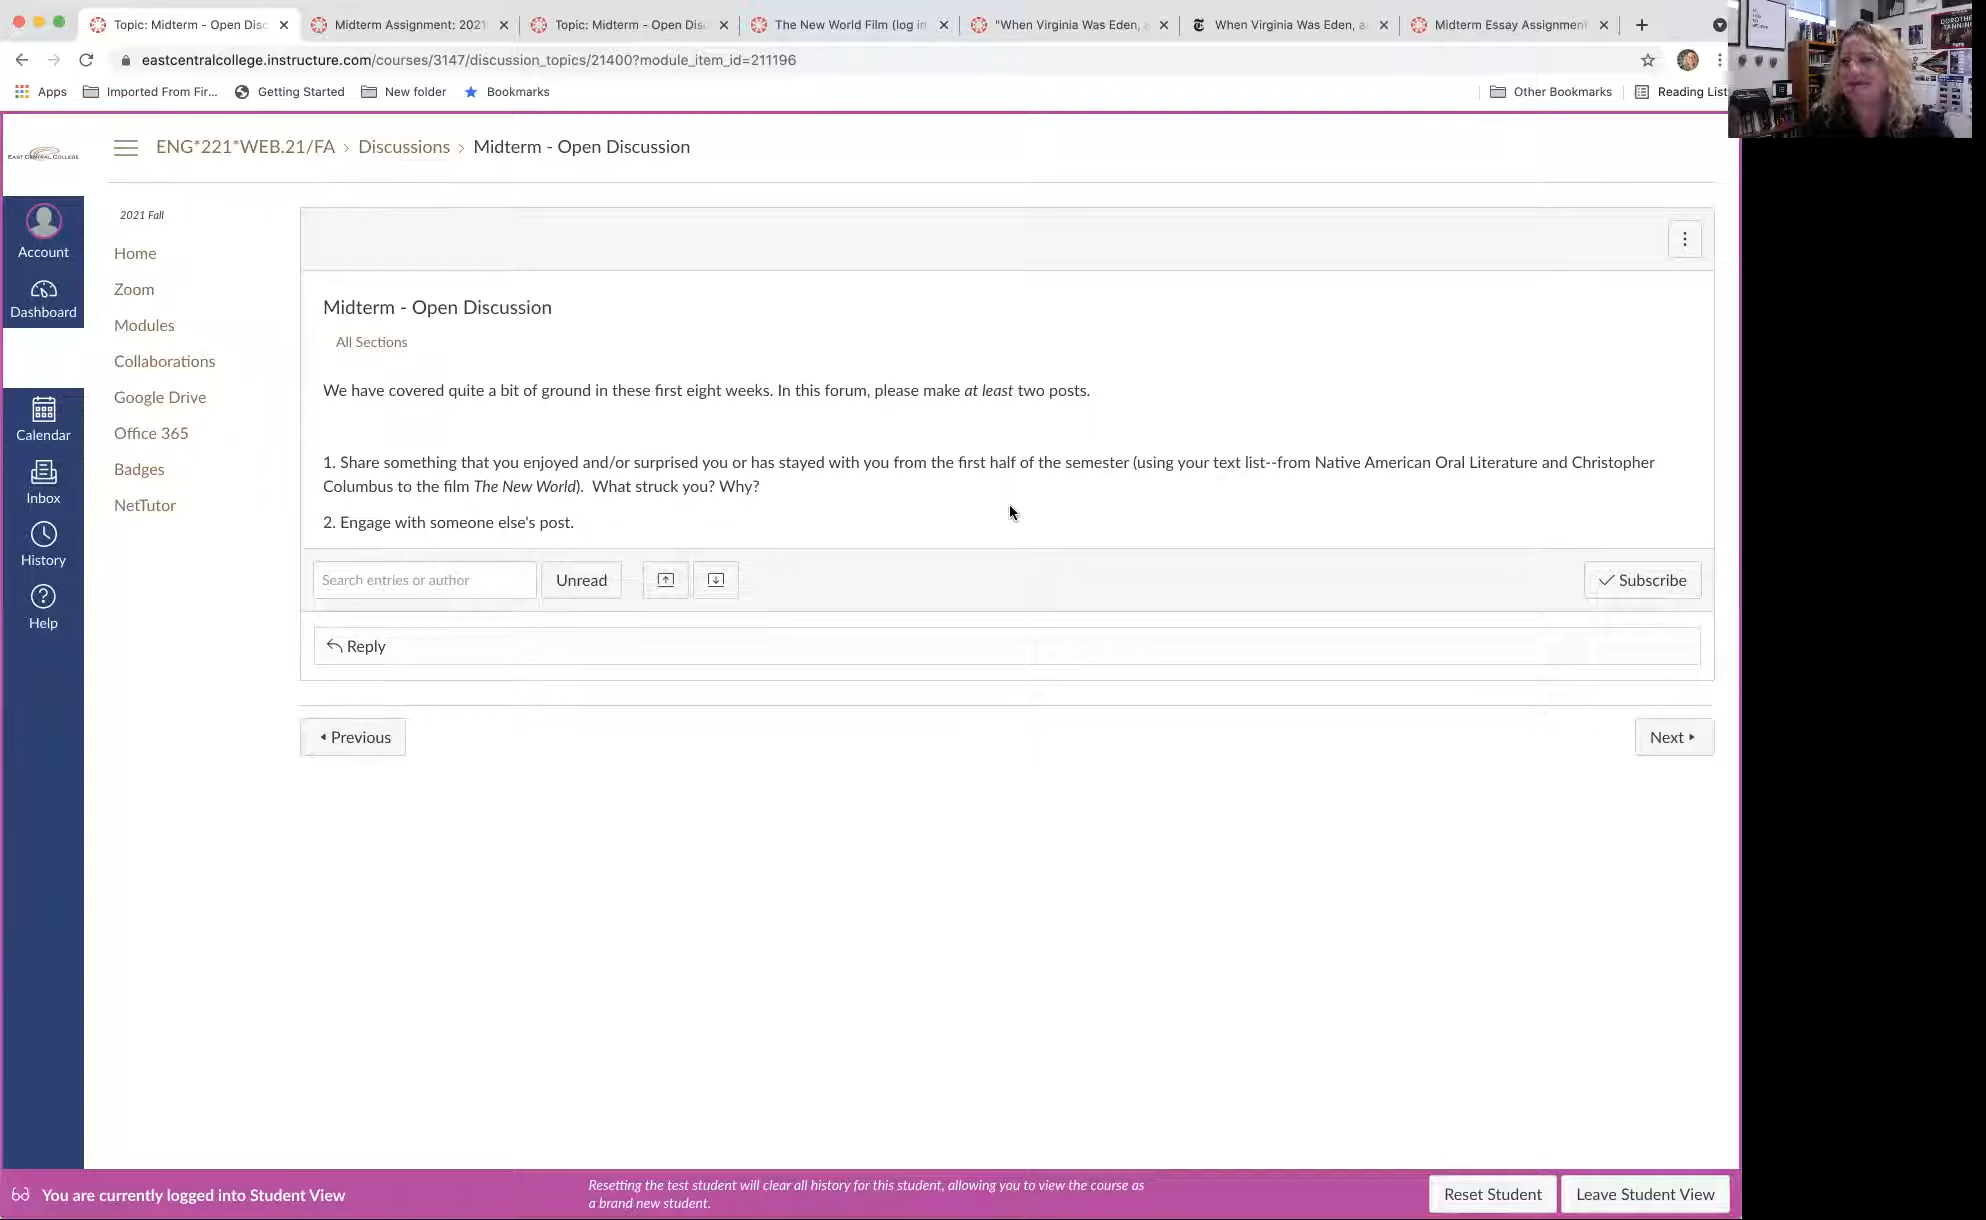 Topic: Midterm - Open Disc
Midterm Assignment: 2021
Topic: Midterm - Open Dis
The New World Film (log in
"When Virginia Was Eden, a
When Virginia Was Eden, a
Midterm Essay Assignment
eastcentralcollege.instructure.com/courses/3147/discussion_topics/21400?module_item_id=211196
Apps
Imported From Fir...
Getting Started
New folder
Bookmarks
Other Bookmarks
Reading List
EAST CENTRAL COLLEGE
ENG*221*WEB.21/FA › Discussions › Midterm - Open Discussion
Account
Dashboard
Calendar
Inbox
History
Help
2021 Fall
Home
Zoom
Modules
Collaborations
Google Drive
Office 365
Badges
NetTutor
Midterm - Open Discussion
All Sections
We have covered quite a bit of ground in these first eight weeks. In this forum, please make at least two posts.
1. Share something that you enjoyed and/or surprised you or has stayed with you from the first half of the semester (using your text list--from Native American Oral Literature and Christopher
Columbus to the film The New World).  What struck you? Why?
2. Engage with someone else's post.
Search entries or author
Unread
Subscribe
Reply
Previous
Next
You are currently logged into Student View
Resetting the test student will clear all history for this student, allowing you to view the course as
a brand new student.
Reset Student
Leave Student View